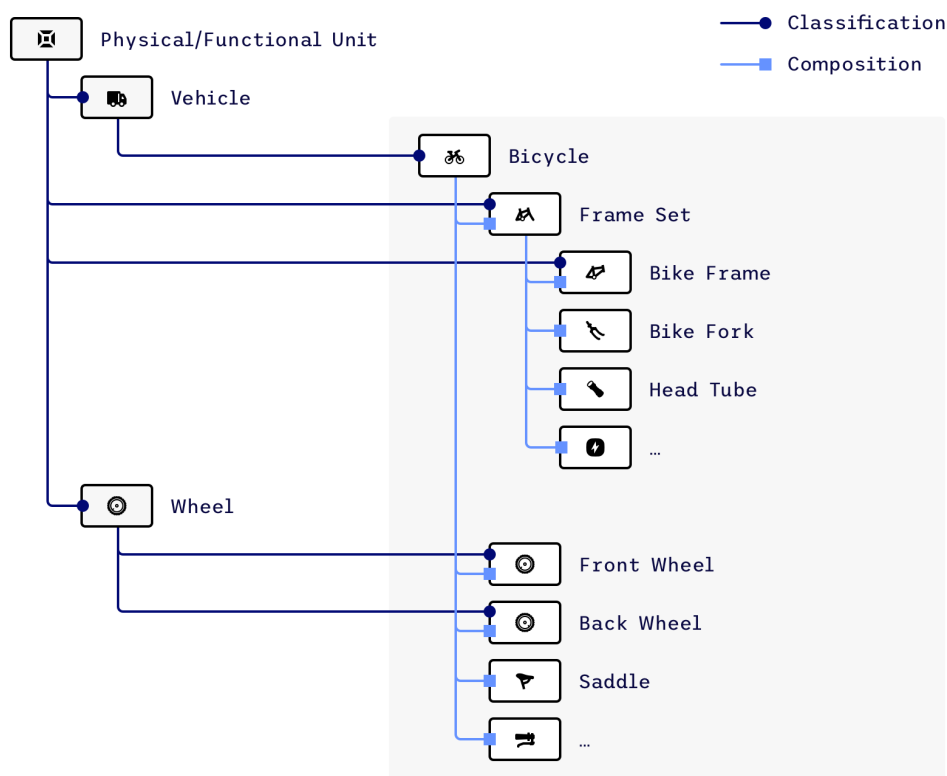 Classification
Physical/Functional Unit
Composition
Vehicle
Bicycle
Frame Set
Bike Frame
Bike Fork
Head Tube
…
Wheel
Front Wheel
Back Wheel
Saddle
…